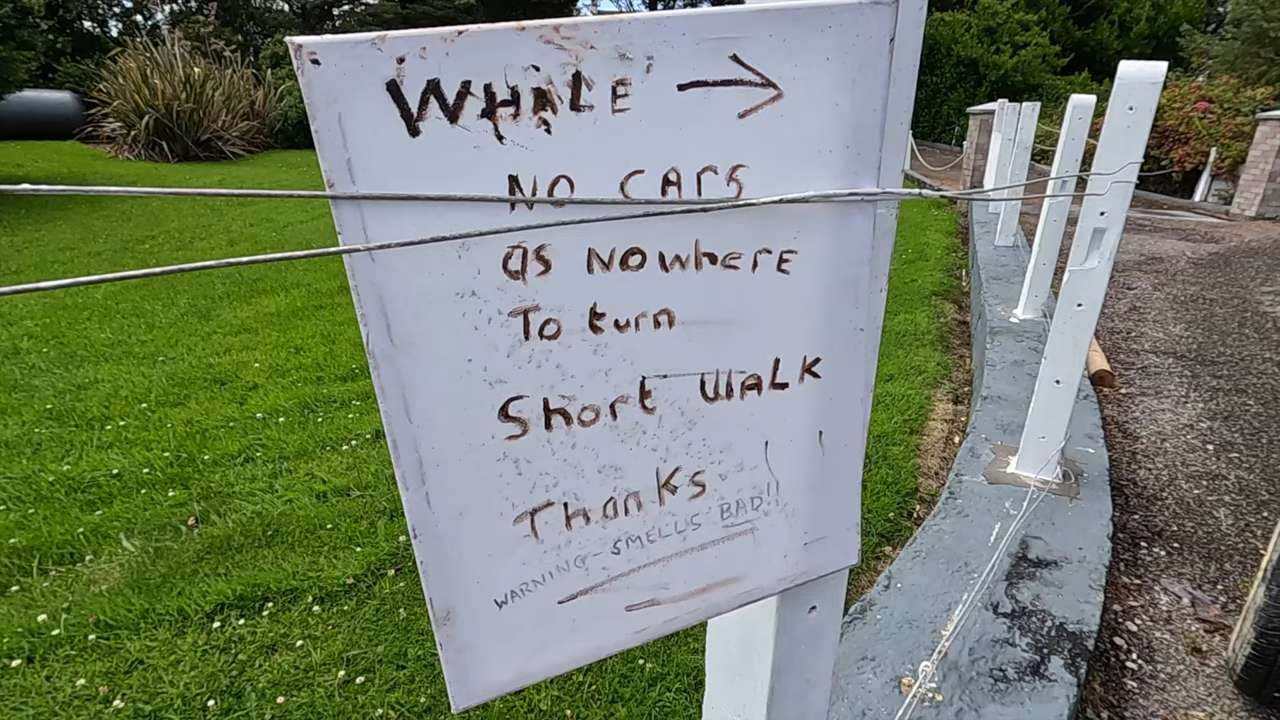 WHALE →
NO CArS
as Nowhere
To turn
Short WALK
Thanks
WARNING-SMELLS BAD!!